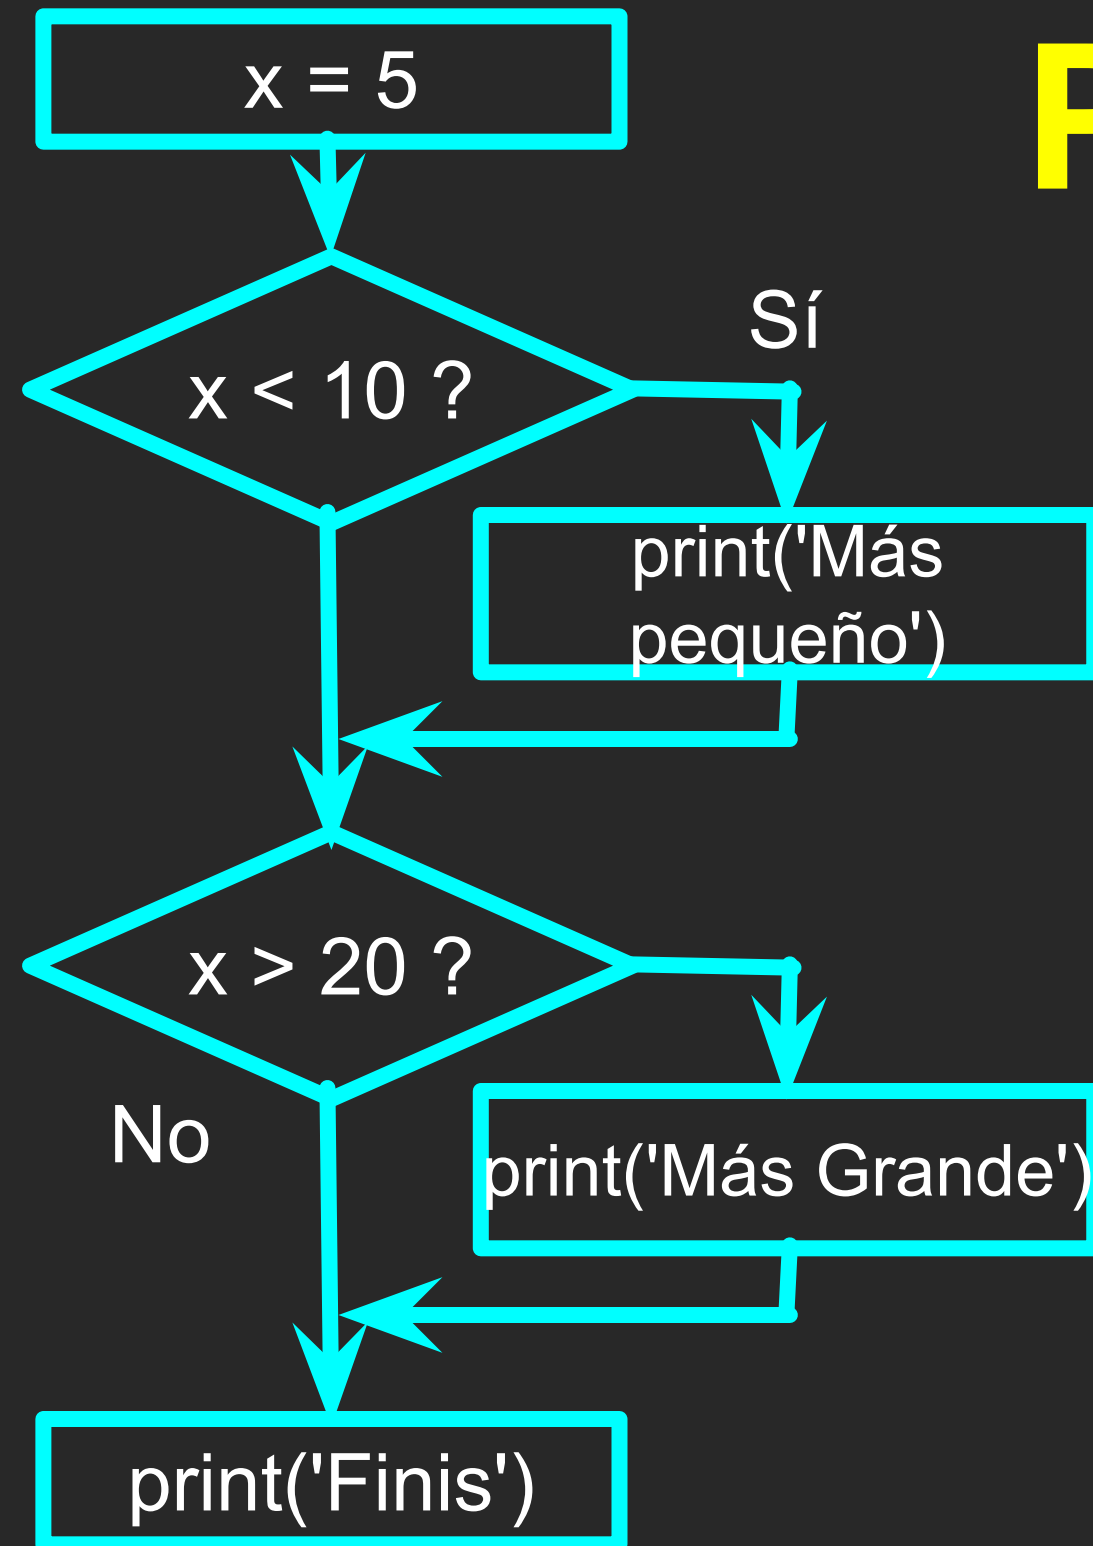 x = 5
P
Sí
x < 10 ?
print('Más
pequeño')
x > 20 ?
No
print('Más Grande')
print('Finis')